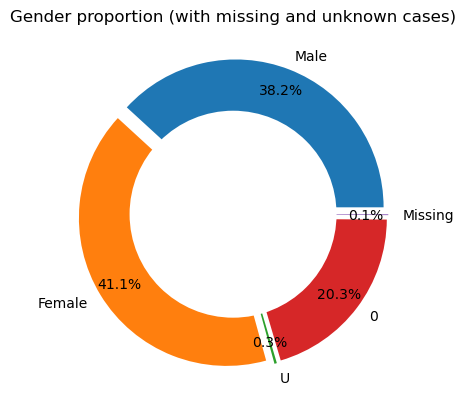 Gender proportion (with missing and unknown cases)
Male
38.2%
0.1%
Missing
41.1%
Female
20.3%
0
0.3%
U